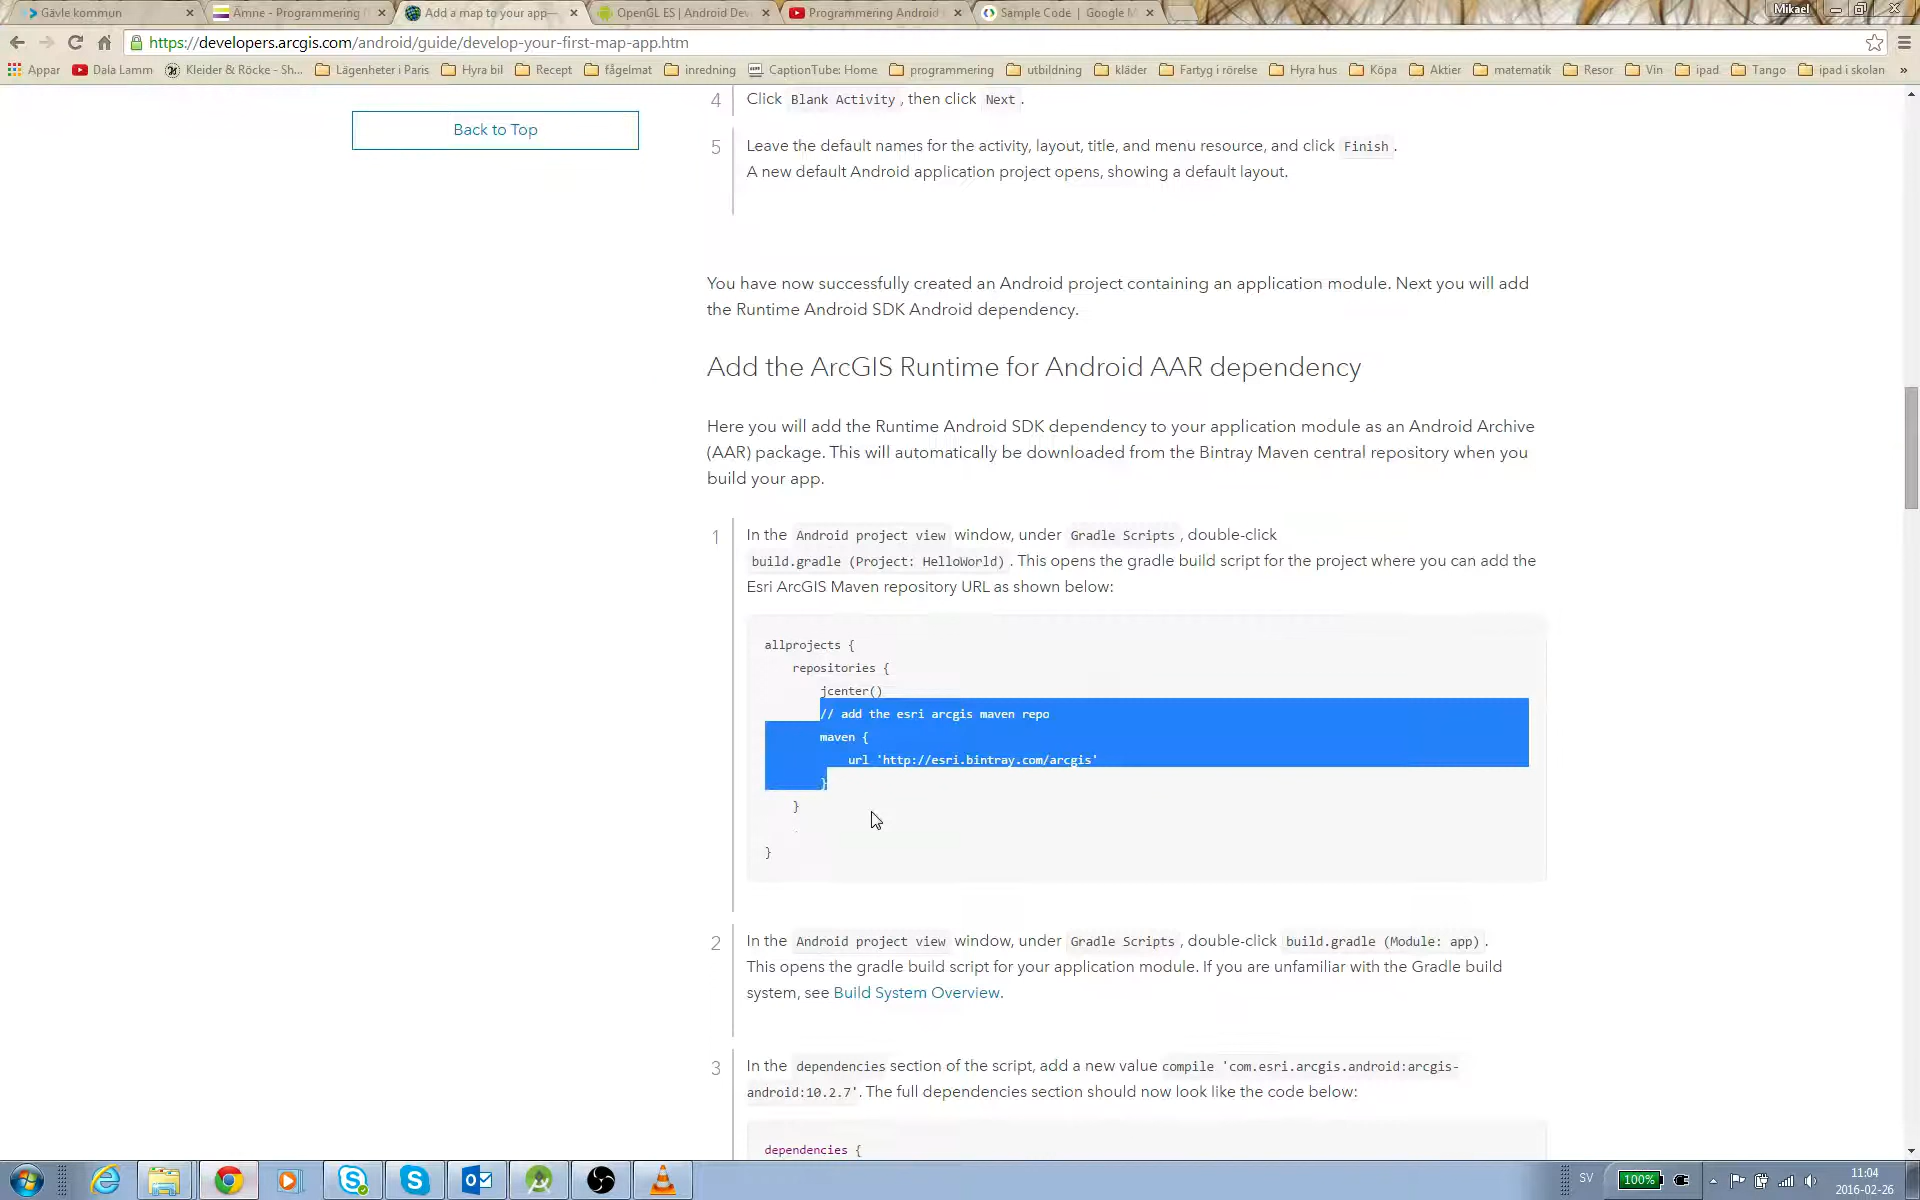 Gävle kommun
Ämne - Programmering
Add a map to your app—
OpenGL ES | Android Dev
Programmering Android
Sample Code | Google M
Mikael
https://developers.arcgis.com/android/guide/develop-your-first-map-app.htm
Appar
Dala Lamm
Kleider & Röcke - Sh...
Lägenheter i Paris
Hyra bil
Recept
fågelmat
inredning
CaptionTube: Home
programmering
utbildning
kläder
Fartyg i rörelse
Hyra hus
Köpa
Aktier
matematik
Resor
Vin
ipad
Tango
ipad i skolan
»
Back to Top
4 Click Blank Activity, then click Next.
5 Leave the default names for the activity, layout, title, and menu resource, and click Finish.
A new default Android application project opens, showing a default layout.
You have now successfully created an Android project containing an application module. Next you will add
the Runtime Android SDK Android dependency.
Add the ArcGIS Runtime for Android AAR dependency
Here you will add the Runtime Android SDK dependency to your application module as an Android Archive
(AAR) package. This will automatically be downloaded from the Bintray Maven central repository when you
build your app.
1 In the Android project view window, under Gradle Scripts, double-click
build.gradle (Project: HelloWorld). This opens the gradle build script for the project where you can add the
Esri ArcGIS Maven repository URL as shown below:
allprojects {
repositories {
jcenter()
// add the esri arcgis maven repo
maven {
url 'http://esri.bintray.com/arcgis'
}
}
}
2 In the Android project view window, under Gradle Scripts, double-click build.gradle (Module: app).
This opens the gradle build script for your application module. If you are unfamiliar with the Gradle build
system, see Build System Overview.
3 In the dependencies section of the script, add a new value compile 'com.esri.arcgis.android:arcgis-
android:10.2.7'. The full dependencies section should now look like the code below:
dependencies {
SV
100%
11:04
2016-02-26